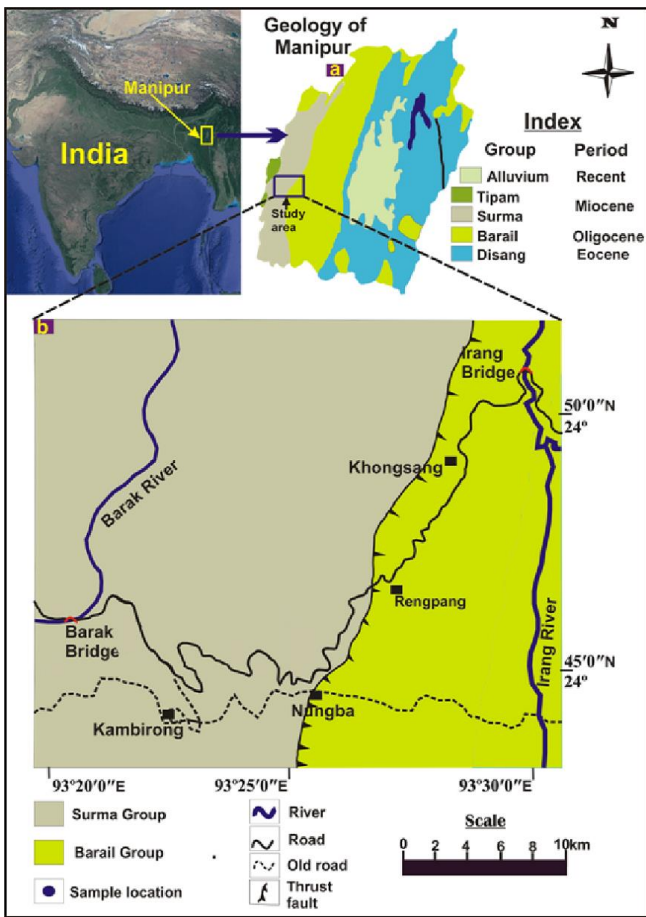 Manipur
India
Geology of
Manipur
a
Study
area
N
Index
Group Period
Alluvium Recent
Tipam
Surma Miocene
Barail Oligocene
Disang Eocene
b
Irang
Bridge
50'0"N
24º
Khongsang
Barak River
Rengpang
Barak
Bridge
Irang River
45'0"N
24º
Nungba
Kambirong
93°20'0"E 93°25'0"E 93°30'0"E
Surma Group
Barail Group
Sample location
River
Road
Old road
Thrust
fault
Scale
0 2 4 6 8 10km